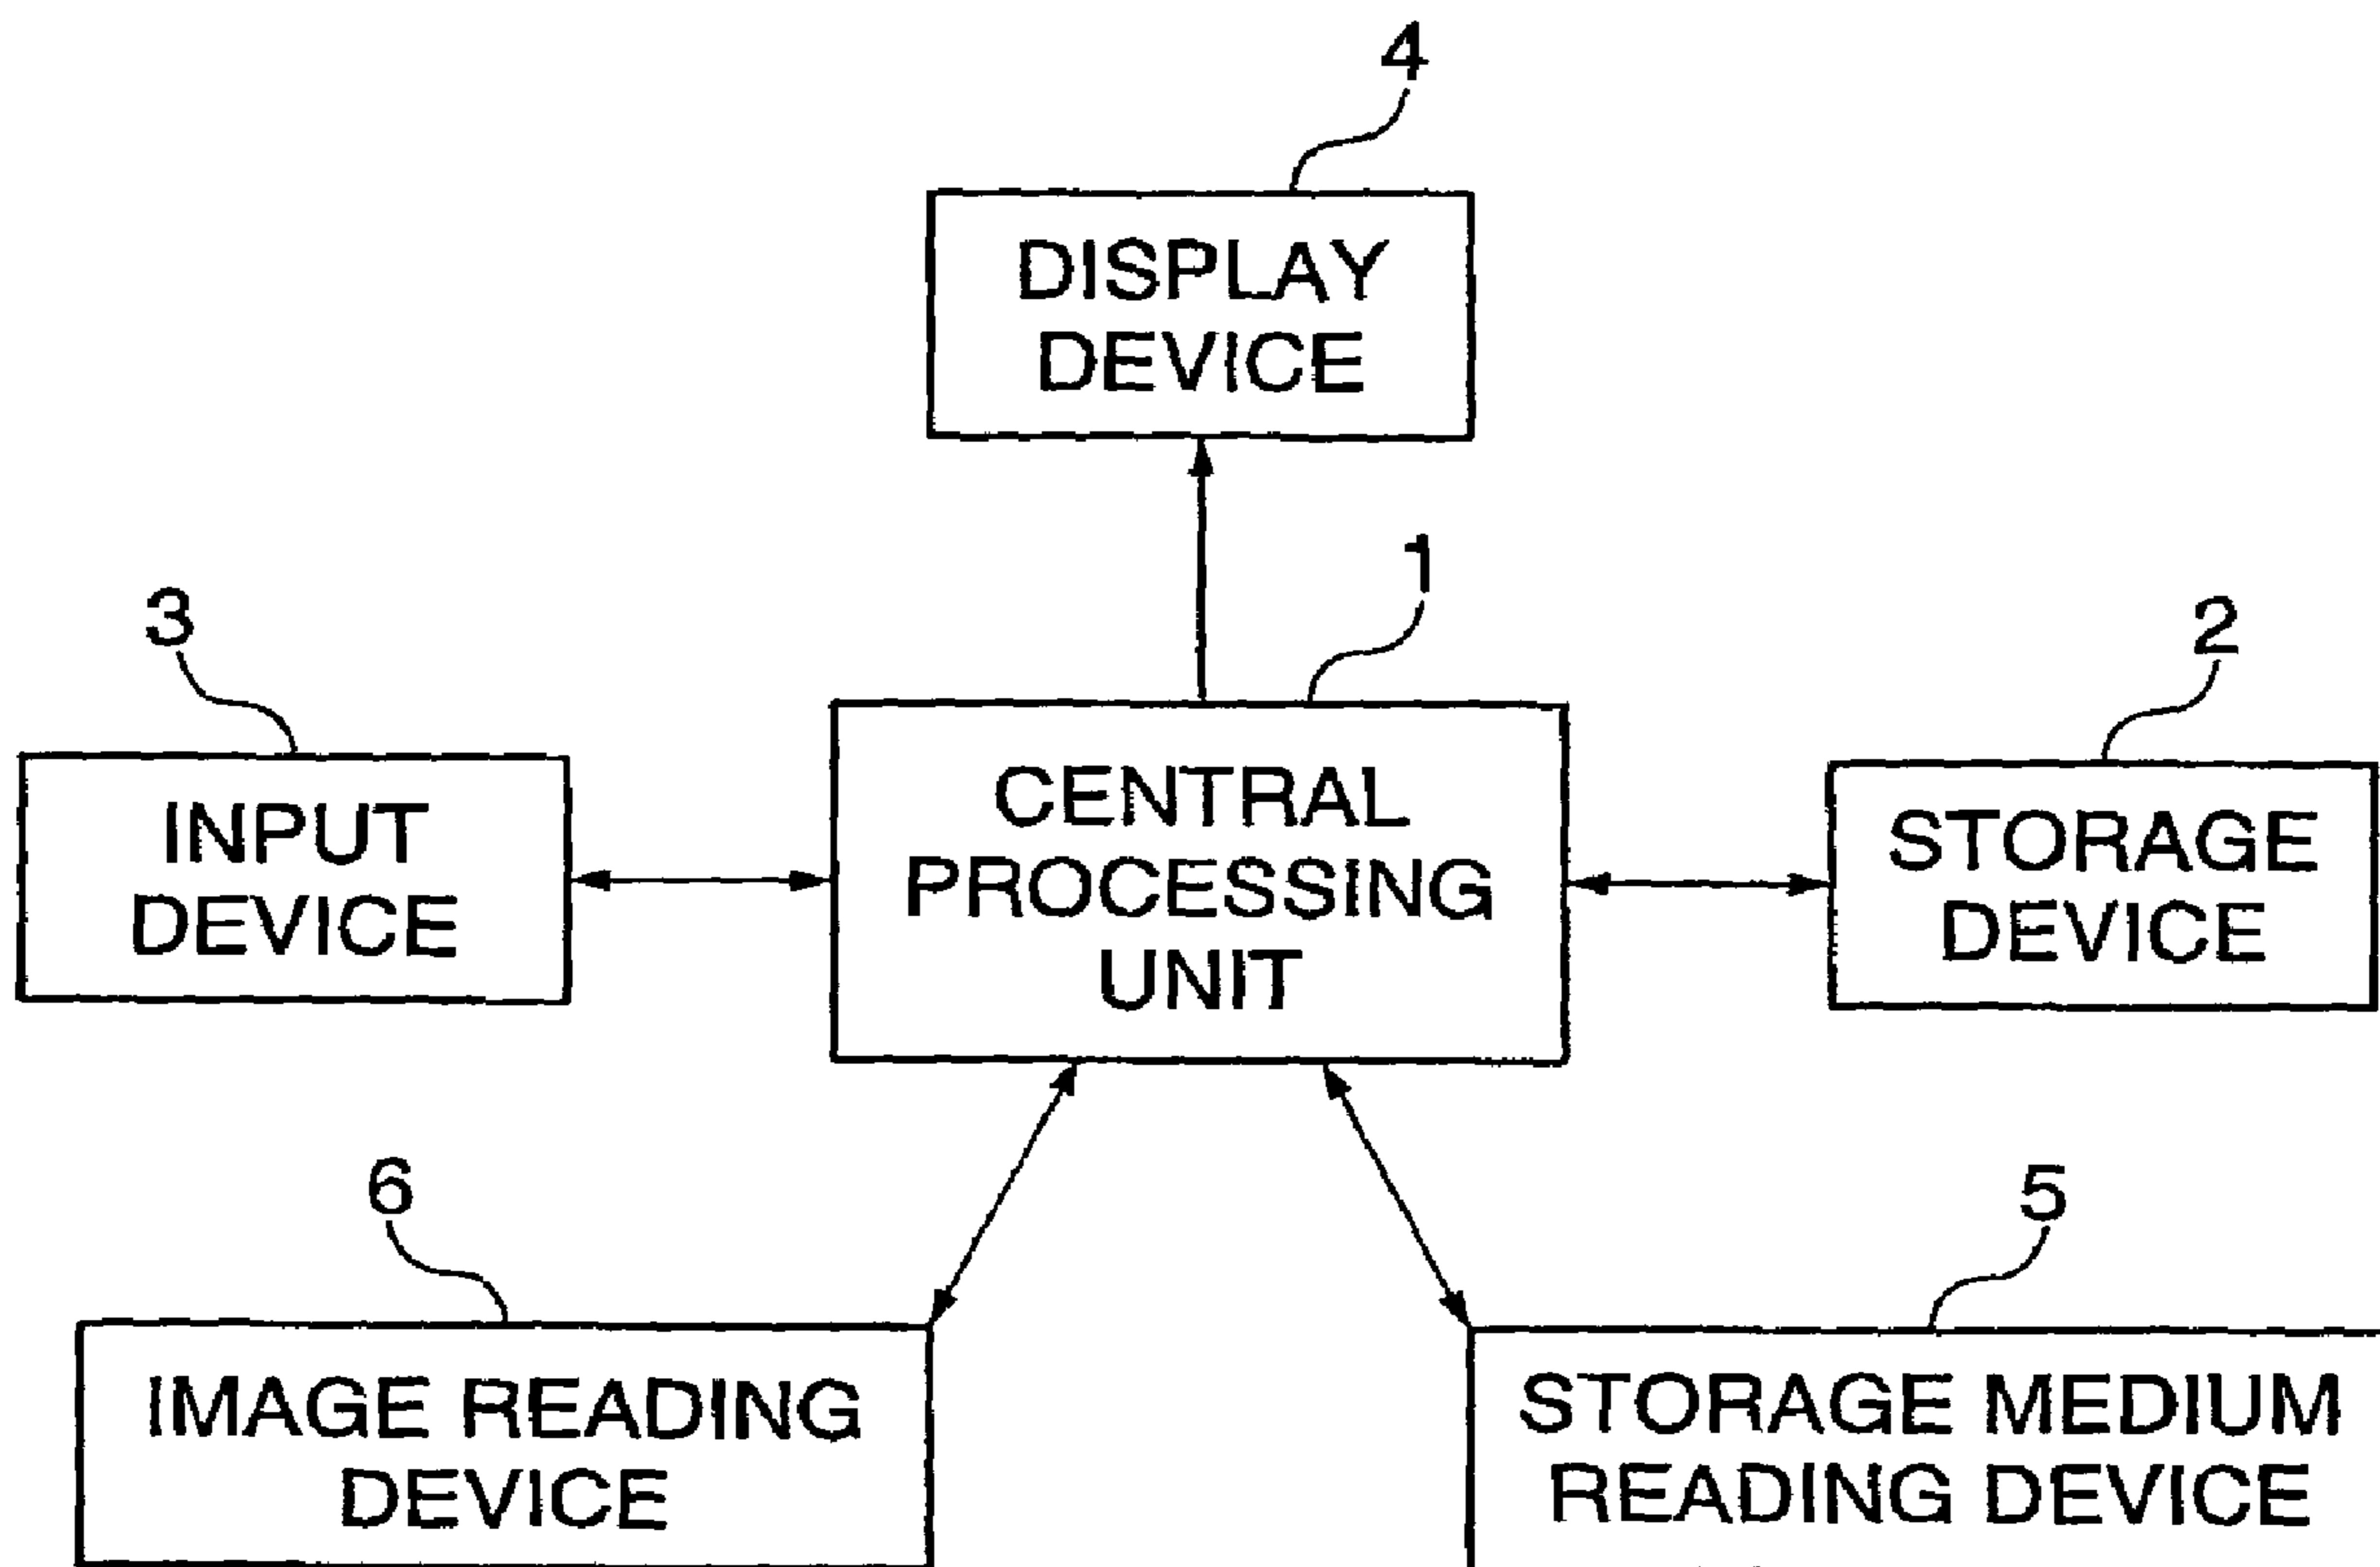 4
DISPLAY
DEVICE
1
3
2
CENTRAL
PROCESSING
UNIT
INPUT
DEVICE
STORAGE
DEVICE
6
5
IMAGE READING
DEVICE
STORAGE MEDIUM
READING DEVICE